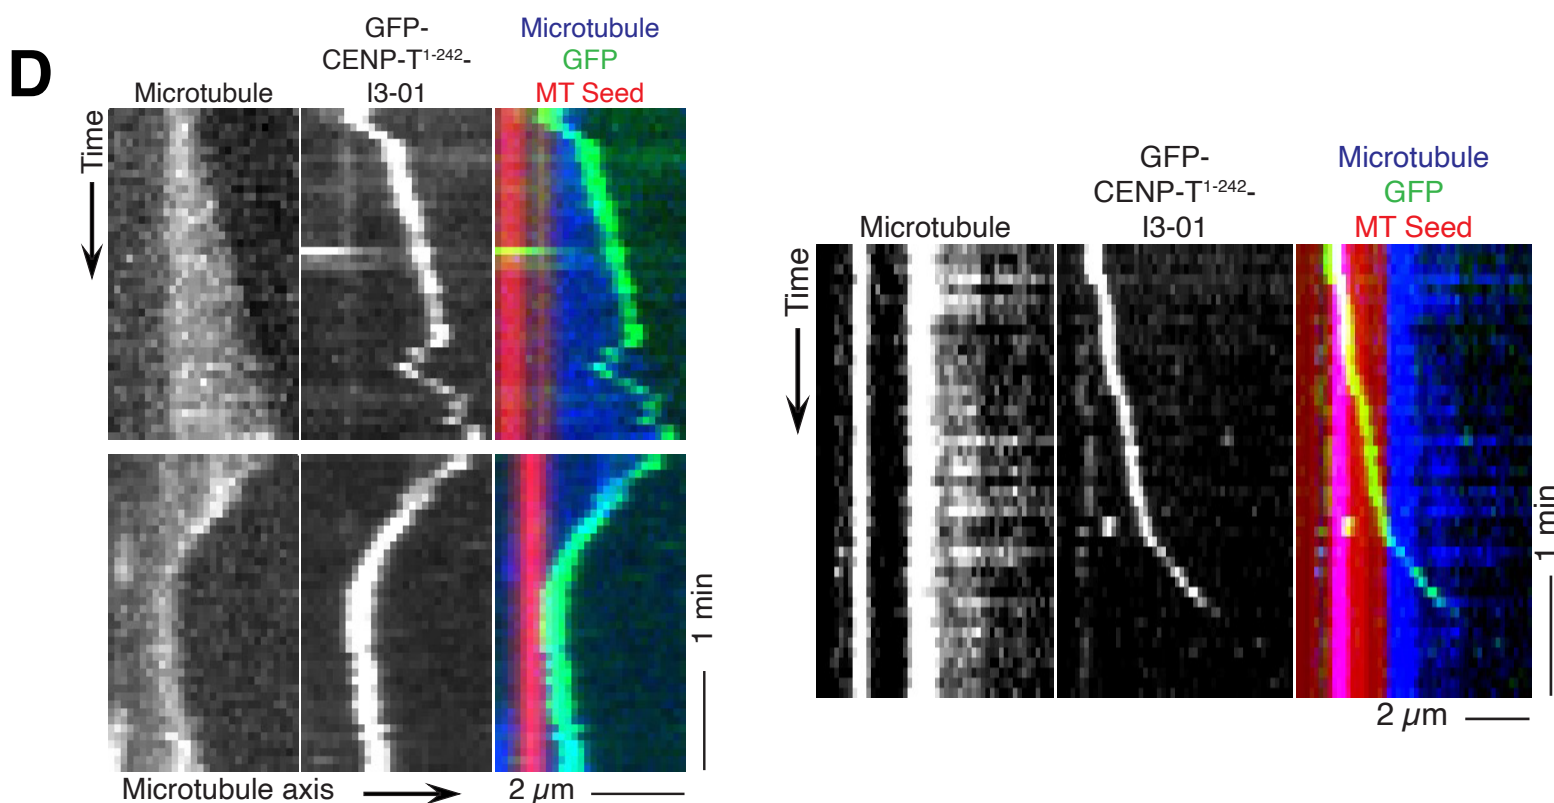 D
GFP-
CENP-T1-242-
I3-01
Microtubule
Microtubule
GFP
MT Seed
Time
1 min
Microtubule axis
2 µm
GFP-
CENP-T1-242-
I3-01
Microtubule
Microtubule
GFP
MT Seed
Time
1 min
2 µm